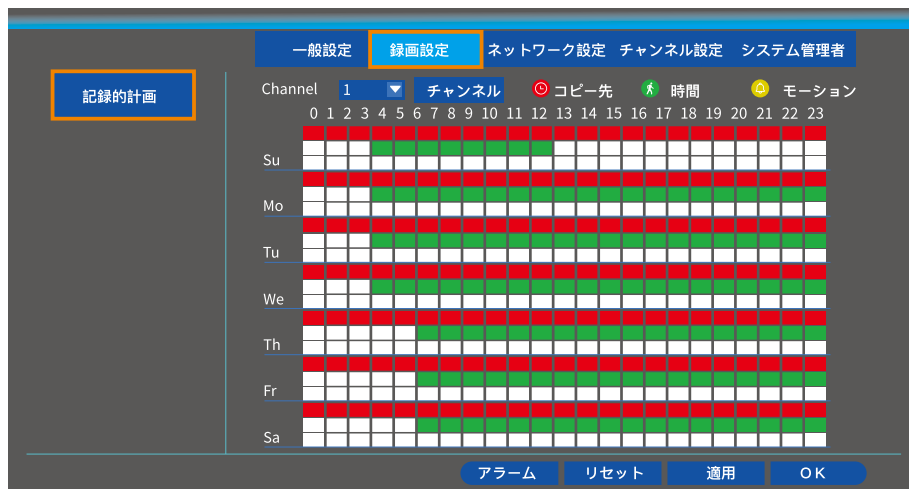 一般設定 録画設定 ネットワーク設定 チャンネル設定 システム管理者
記録的計画
Channel 1 チャンネル コピー先 時間 モーション
0 1 2 3 4 5 6 7 8 9 10 11 12 13 14 15 16 17 18 19 20 21 22 23
Su
Mo
Tu
We
Th
Fr
Sa
アラーム リセット 適用 OK